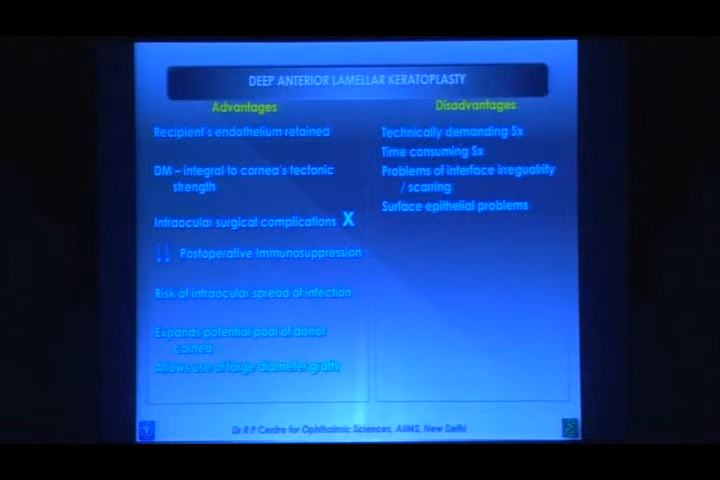 DEEP ANTERIOR LAMELLAR KERATOPLASTY
Advantages
Recipient's endothelium retained
DM – integral to cornea's tectonic
strength
Intraocular surgical complications X
↓↓ Postoperative Immunosuppression
Risk of intraocular spread of infection
Expands potential pool of donor
cornea
Allows use of large diameter grafts
Disadvantages
Technically demanding Sx
Time consuming Sx
Problems of interface irregualrity
/ scarring
Surface epithelial problems
Dr R P Centre for Ophthalmic Sciences, AIIMS, New Delhi